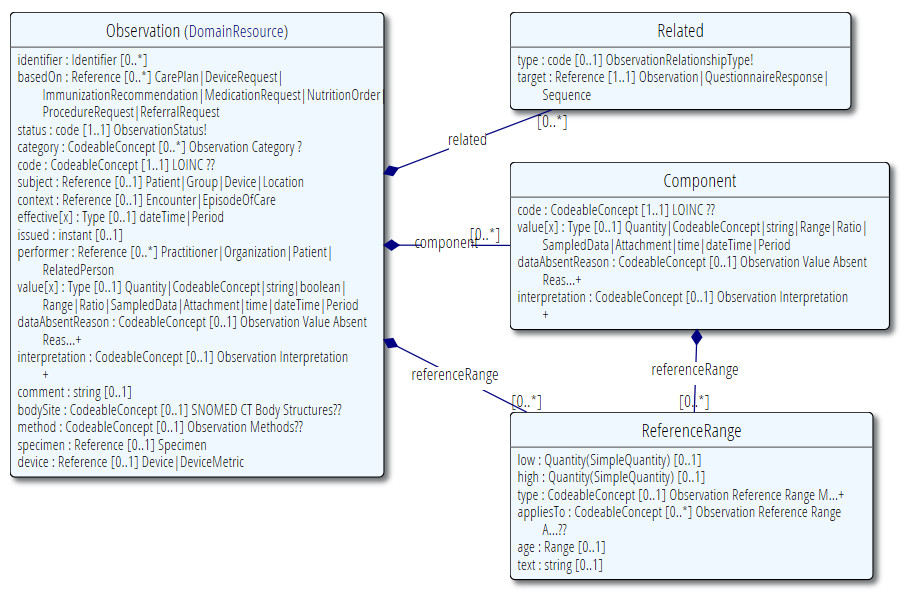 Observation (DomainResource)
identifier : Identifier [0..*]
basedOn : Reference [0..*] CarePlan|DeviceRequest|
ImmunizationRecommendation|MedicationRequest|NutritionOrder|
ProcedureRequest|ReferralRequest
status : code [1..1] ObservationStatus!
category : CodeableConcept [0..*] Observation Category ?
code : CodeableConcept [1..1] LOINC ??
subject : Reference [0..1] Patient|Group|Device|Location
context : Reference [0..1] Encounter|EpisodeOfCare
effective[x] : Type [0..1] dateTime|Period
issued : instant [0..1]
performer : Reference [0..*] Practitioner|Organization|Patient|
RelatedPerson
value[x] : Type [0..1] Quantity|CodeableConcept|string|boolean|
Range|Ratio|SampledData|Attachment|time|dateTime|Period
dataAbsentReason : CodeableConcept [0..1] Observation Value Absent
Reas...+
interpretation : CodeableConcept [0..1] Observation Interpretation
+
comment : string [0..1]
bodySite : CodeableConcept [0..1] SNOMED CT Body Structures??
method : CodeableConcept [0..1] Observation Methods??
specimen : Reference [0..1] Specimen
device : Reference [0..1] Device|DeviceMetric
Related
type : code [0..1] ObservationRelationshipType!
target : Reference [1..1] Observation|QuestionnaireResponse|
Sequence
[0..*]
related
Component
code : CodeableConcept [1..1] LOINC ??
value[x] : Type [0..1] Quantity|CodeableConcept|string|Range|Ratio|
SampledData|Attachment|time|dateTime|Period
dataAbsentReason : CodeableConcept [0..1] Observation Value Absent
Reas...+
interpretation : CodeableConcept [0..1] Observation Interpretation
+
[0..*]
component
referenceRange
[0..*]
referenceRange
[0..*]
ReferenceRange
low : Quantity(SimpleQuantity) [0..1]
high : Quantity(SimpleQuantity) [0..1]
type : CodeableConcept [0..1] Observation Reference Range M...+
appliesTo : CodeableConcept [0..*] Observation Reference Range
A...??
age : Range [0..1]
text : string [0..1]